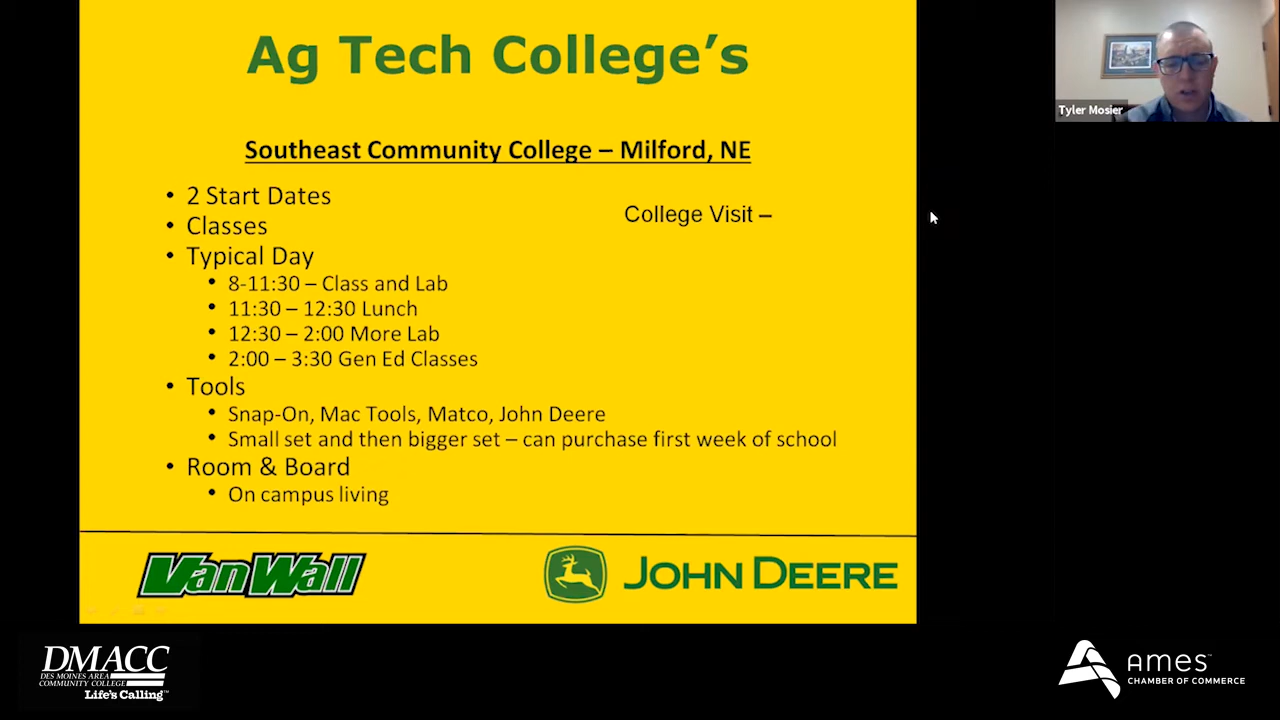 Ag Tech College's
Tyler Mosier
Southeast Community College – Milford, NE
• 2 Start Dates
College Visit –
• Classes
• Typical Day
• 8-11:30 – Class and Lab
• 11:30 – 12:30 Lunch
• 12:30 – 2:00 More Lab
• 2:00 – 3:30 Gen Ed Classes
• Tools
• Snap-On, Mac Tools, Matco, John Deere
• Small set and then bigger set – can purchase first week of school
• Room & Board
• On campus living
VanWall
JOHN DEERE
DMACC
DES MOINES AREA
COMMUNITY COLLEGE
Life's Calling™
AMES™
CHAMBER OF COMMERCE